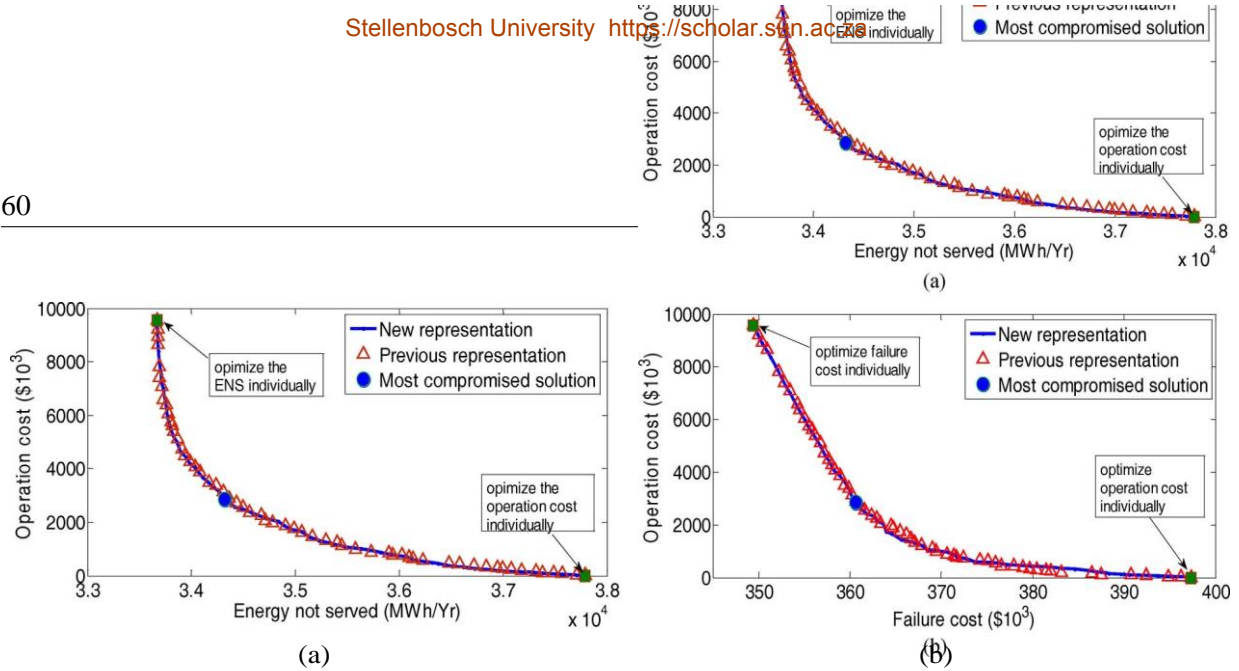 Stellenbosch University https://scholar.sun.ac.za
60
8000
6000
4000
2000
0
Operation cost ($10³
opimize the
ENS individually
Previous representation
Most compromised solution
opimize the
operation cost
individually
3.3 3.4 3.5 3.6 3.7 3.8
Energy not served (MWh/Yr)
x 10⁴
(a)
10000
8000
6000
4000
2000
0
Operation cost ($10³)
opimize the
ENS individually
New representation
Previous representation
Most compromised solution
opimize the
operation cost
individually
3.3 3.4 3.5 3.6 3.7 3.8
Energy not served (MWh/Yr)
x 10⁴
(a)
10000
8000
6000
4000
2000
0
Operation cost ($10³)
optimize failure
cost individually
New representation
Previous representation
Most compromised solution
optimize
operation cost
individually
350 360 370 380 390 400
Failure cost ($10³)
(b)